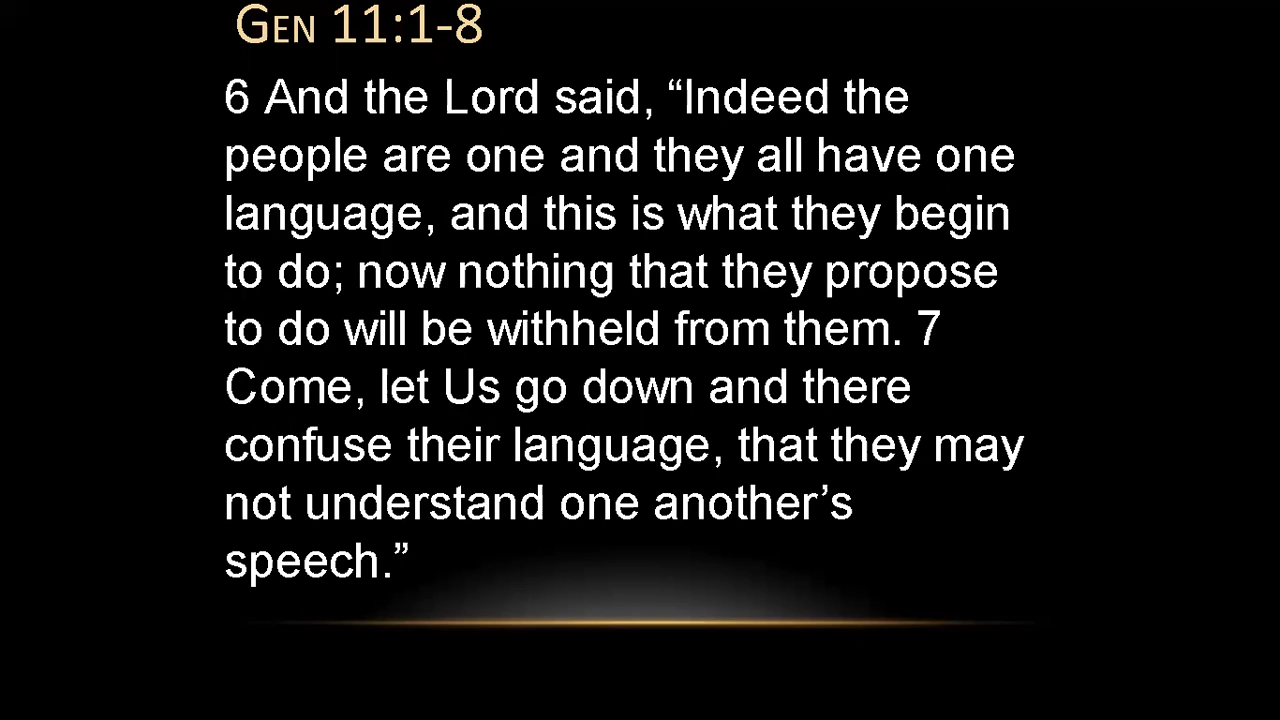 GEN 11:1-8
6 And the Lord said, “Indeed the
people are one and they all have one
language, and this is what they begin
to do; now nothing that they propose
to do will be withheld from them. 7
Come, let Us go down and there
confuse their language, that they may
not understand one another’s
speech.”